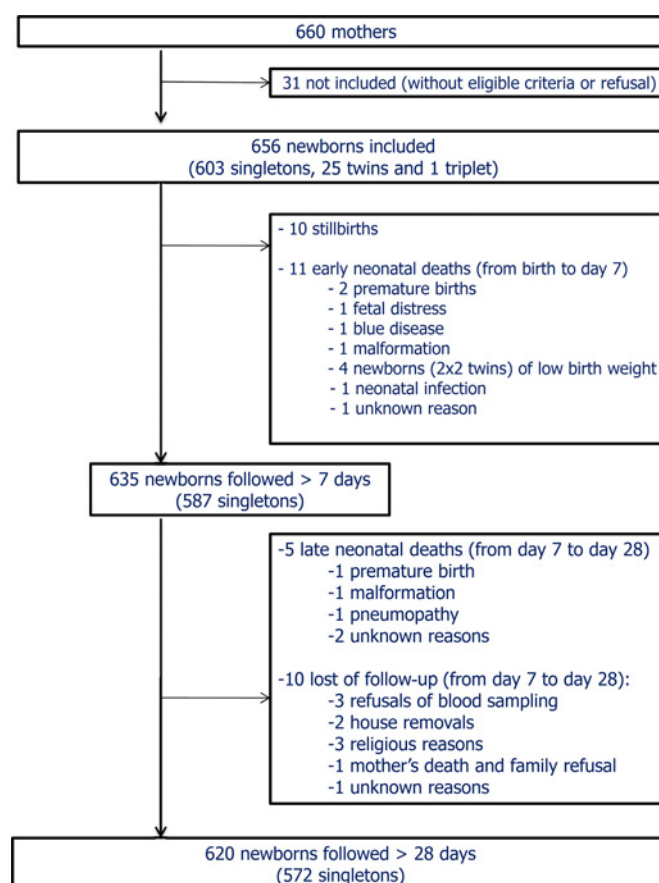 660 mothers
31 not included (without eligible criteria or refusal)
656 newborns included
(603 singletons, 25 twins and 1 triplet)
- 10 stillbirths
- 11 early neonatal deaths (from birth to day 7)
- 2 premature births
- 1 fetal distress
- 1 blue disease
- 1 malformation
- 4 newborns (2x2 twins) of low birth weight
- 1 neonatal infection
- 1 unknown reason
635 newborns followed > 7 days
(587 singletons)
-5 late neonatal deaths (from day 7 to day 28)
-1 premature birth
-1 malformation
-1 pneumopathy
-2 unknown reasons
-10 lost of follow-up (from day 7 to day 28):
-3 refusals of blood sampling
-2 house removals
-3 religious reasons
-1 mother's death and family refusal
-1 unknown reasons
620 newborns followed > 28 days
(572 singletons)